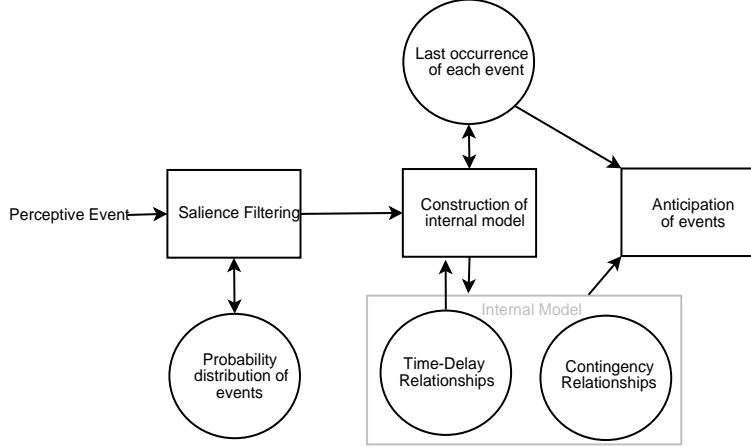 Last occurrence
of each event
Perceptive Event
Salience Filtering
Construction of
internal model
Anticipation
of events
Internal Model
Probability
distribution of
events
Time-Delay
Relationships
Contingency
Relationships